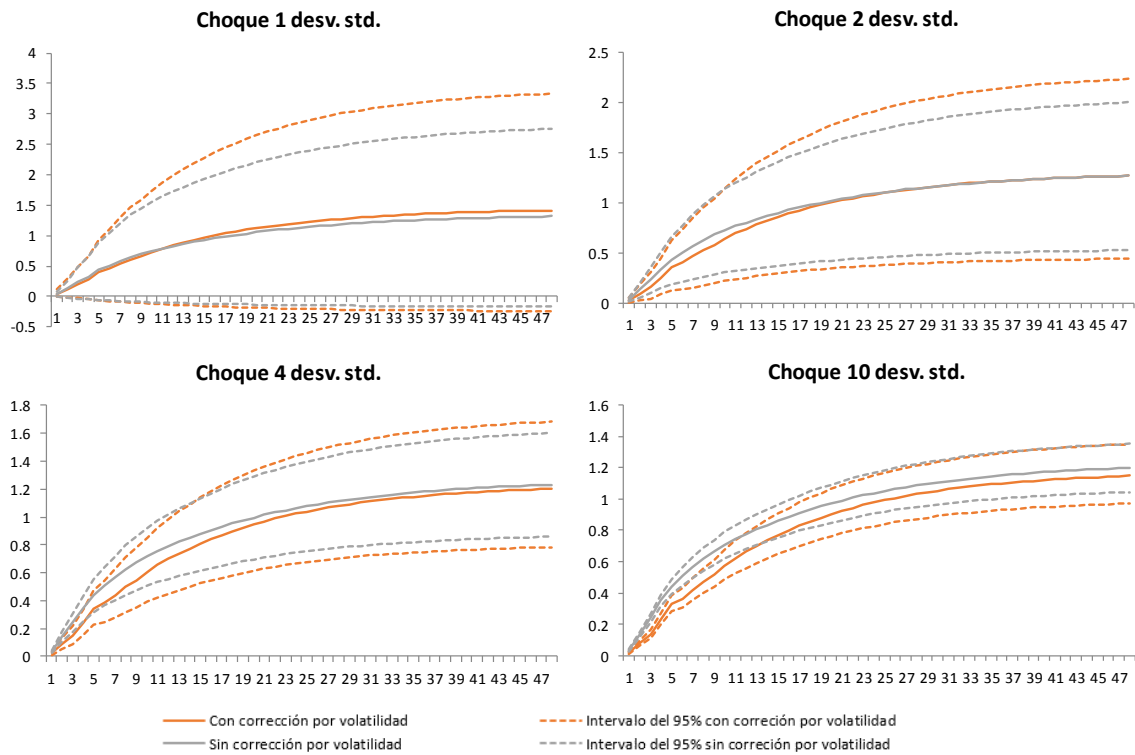 Choque 1 desv. std.
4
3.5
3
2.5
2
1.5
1
0.5
0
-0.5
1 3 5 7 9 11 13 15 17 19 21 23 25 27 29 31 33 35 37 39 41 43 45 47
Choque 2 desv. std.
2.5
2
1.5
1
0.5
0
1 3 5 7 9 11 13 15 17 19 21 23 25 27 29 31 33 35 37 39 41 43 45 47
Choque 4 desv. std.
1.8
1.6
1.4
1.2
1
0.8
0.6
0.4
0.2
0
1 3 5 7 9 11 13 15 17 19 21 23 25 27 29 31 33 35 37 39 41 43 45 47
Choque 10 desv. std.
1.6
1.4
1.2
1
0.8
0.6
0.4
0.2
0
1 3 5 7 9 11 13 15 17 19 21 23 25 27 29 31 33 35 37 39 41 43 45 47
Con corrección por volatilidad
Intervalo del 95% con correción por volatilidad
Sin corrección por volatilidad
Intervalo del 95% sin correción por volatilidad